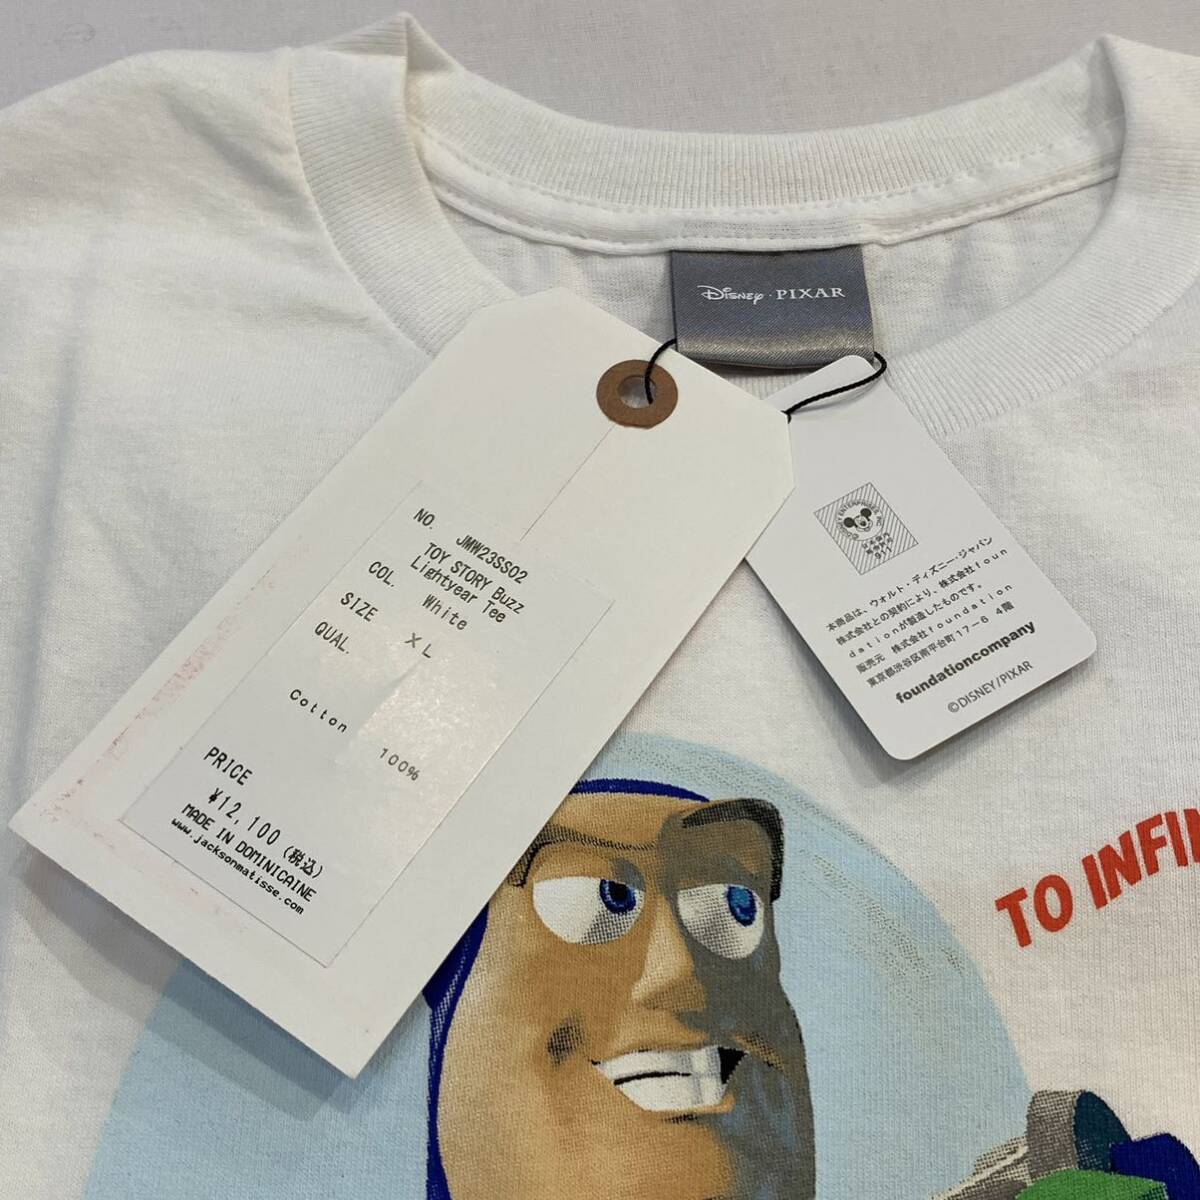 Disney · PIXAR
NO. JMW23SS02
TOY STORY Buzz
Lightyear Tee
COL. White
SIZE XL
QUAL.
Cotton 100%
PRICE
¥12,100(税込)
MADE IN DOMINICAINE
www.jacksonmatisse.com
本商品は、ウォルト・ディズニー・ジャパン
株式会社との契約により、株式会社foun
dationが製造したものです。
販売元 株式会社foundation
東京都渋谷区南平台町17-6 4階
foundationcompany
©DISNEY/PIXAR
TO INFIN